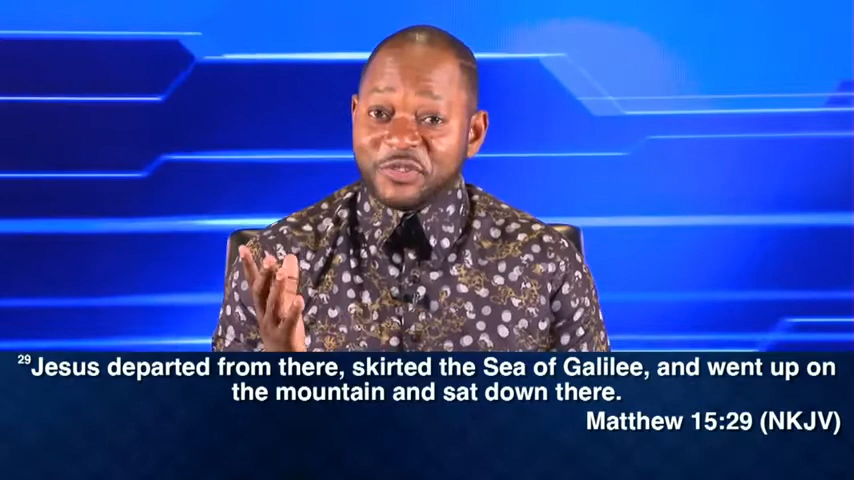 29Jesus departed from there, skirted the Sea of Galilee, and went up on
the mountain and sat down there.
Matthew 15:29 (NKJV)